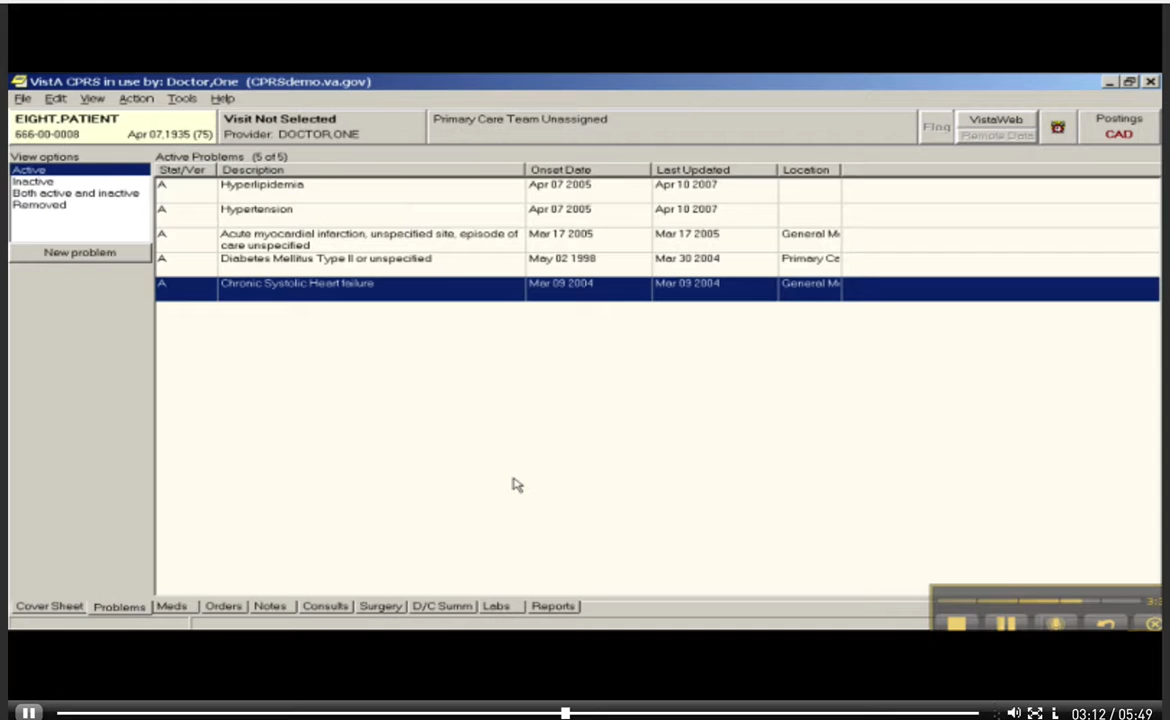 VistA CPRS in use by: Doctor,One (CPRSdemo.va.gov)
File Edit View Action Tools Help
EIGHT,PATIENT Visit Not Selected Primary Care Team Unassigned Flag VistaWeb Postings
666-00-0008 Apr 07,1935 (75) Provider: DOCTOR,ONE Remote Data CAD
View options Active Problems (5 of 5)
Active Stat/Ver Description Onset Date Last Updated Location
Inactive A Hyperlipidemia Apr 07 2005 Apr 10 2007
Both active and inactive
Removed A Hypertension Apr 07 2005 Apr 10 2007
A Acute myocardial infarction, unspecified site, episode of Mar 17 2005 Mar 17 2005 General M
care unspecified
New problem
A Diabetes Mellitus Type II or unspecified May 02 1998 Mar 30 2004 Primary Ca
A Chronic Systolic Heart failure Mar 09 2004 Mar 09 2004 General M
Cover Sheet Problems Meds Orders Notes Consults Surgery D/C Summ Labs Reports
03:12 / 05:49